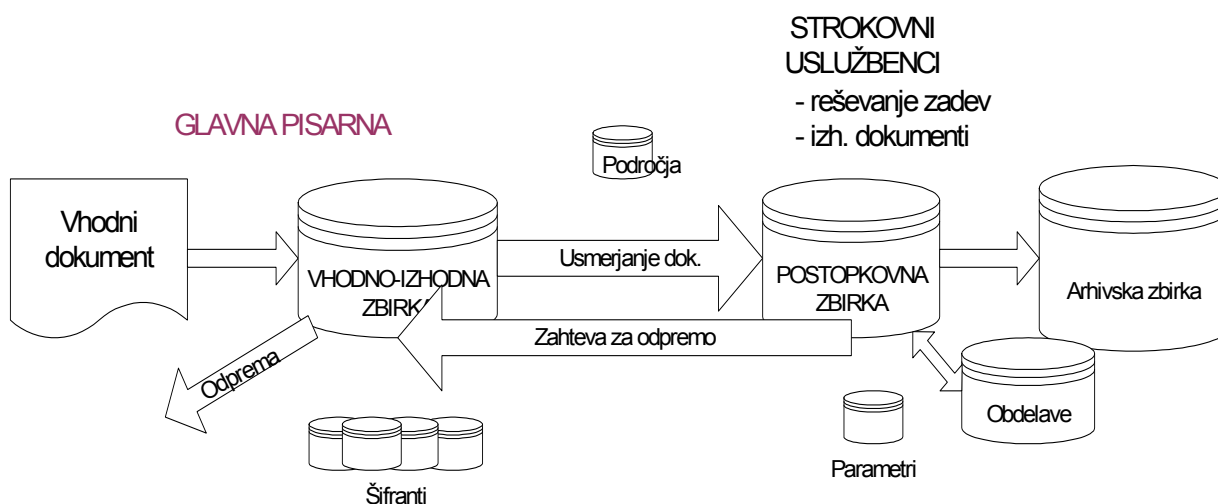 STROKOVNI
USLUŽBENCI
- reševanje zadev
- izh. dokumenti
GLAVNA PISARNA
Področja
Vhodni
dokument
VHODNO-IZHODNA
ZBIRKA
Usmerjanje dok.
POSTOPKOVNA
ZBIRKA
Arhivska zbirka
Zahteva za odpremo
Odprema
Obdelave
Parametri
Šifranti